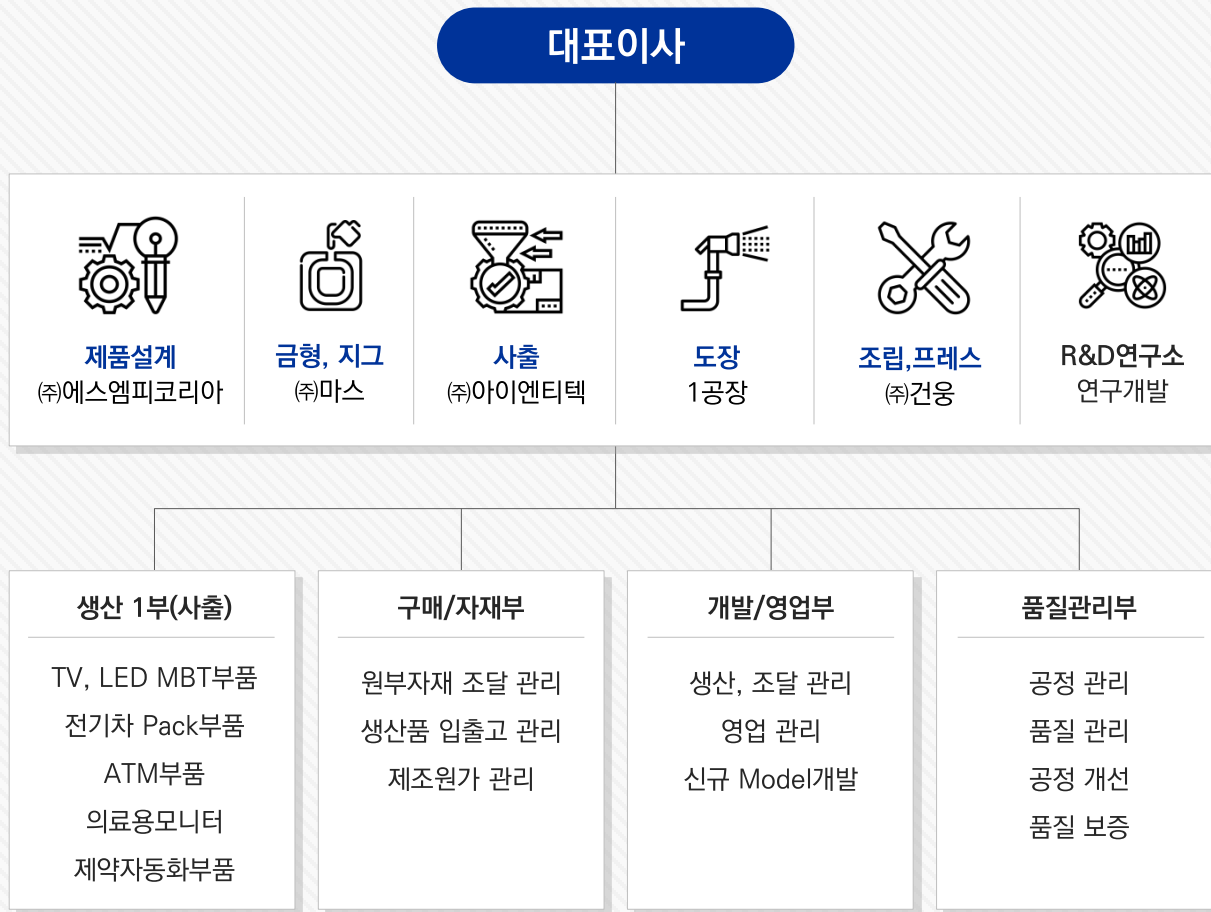 대표이사
제품설계
㈜에스엠피코리아
금형, 지그
㈜마스
사출
㈜아이엔티텍
도장
1공장
조립,프레스
㈜건웅
R&D연구소
연구개발
생산 1부(사출)
TV, LED MBT부품
전기차 Pack부품
ATM부품
의료용모니터
제약자동화부품
구매/자재부
원부자재 조달 관리
생산품 입출고 관리
제조원가 관리
개발/영업부
생산, 조달 관리
영업 관리
신규 Model개발
품질관리부
공정 관리
품질 관리
공정 개선
품질 보증